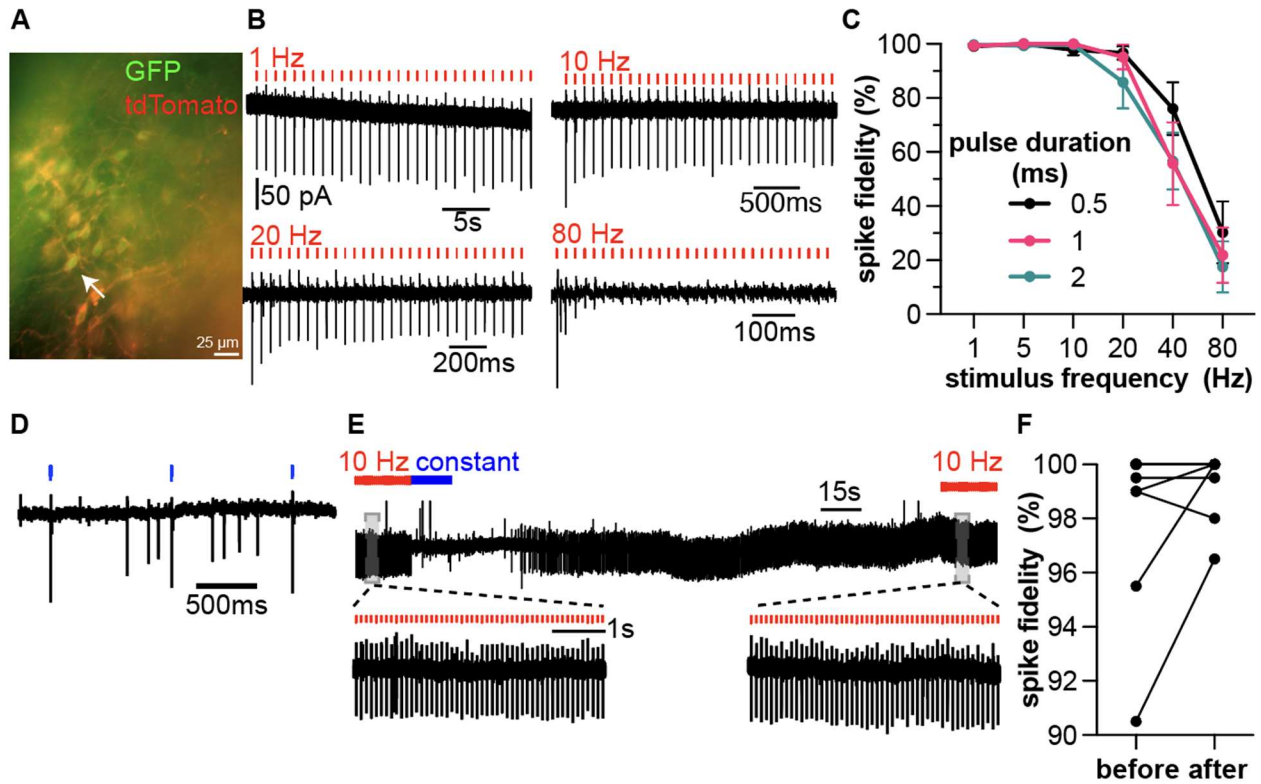 A
GFP
tdTomato
25 µm
B
1 Hz
50 pA
5s
10 Hz
500ms
20 Hz
200ms
80 Hz
100ms
C
spike fidelity (%)
100
80
60
40
20
0
pulse duration
(ms)
0.5
1
2
1 5 10 20 40 80
stimulus frequency (Hz)
D
500ms
E
10 Hz constant
10 Hz
15s
1s
F
spike fidelity (%)
100
98
96
94
92
90
before after